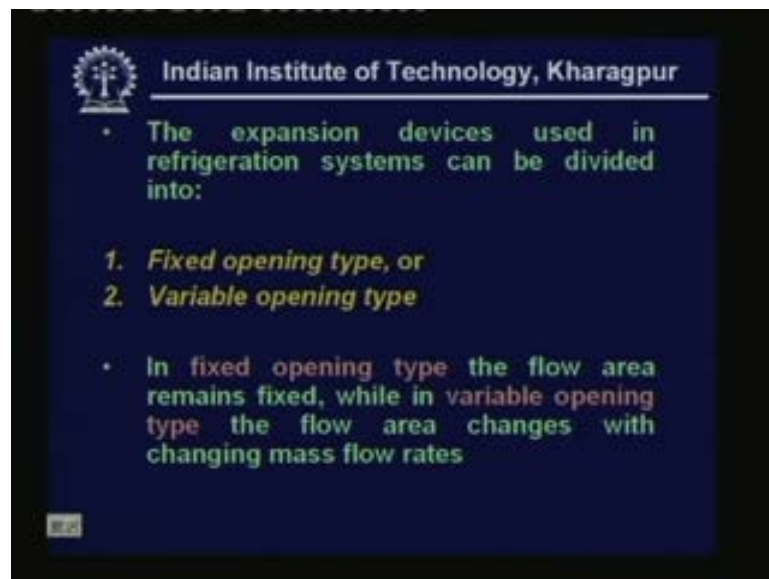 Indian Institute of Technology, Kharagpur
• The expansion devices used in
refrigeration systems can be divided
into:
1. Fixed opening type, or
2. Variable opening type
• In fixed opening type the flow area
remains fixed, while in variable opening
type the flow area changes with
changing mass flow rates